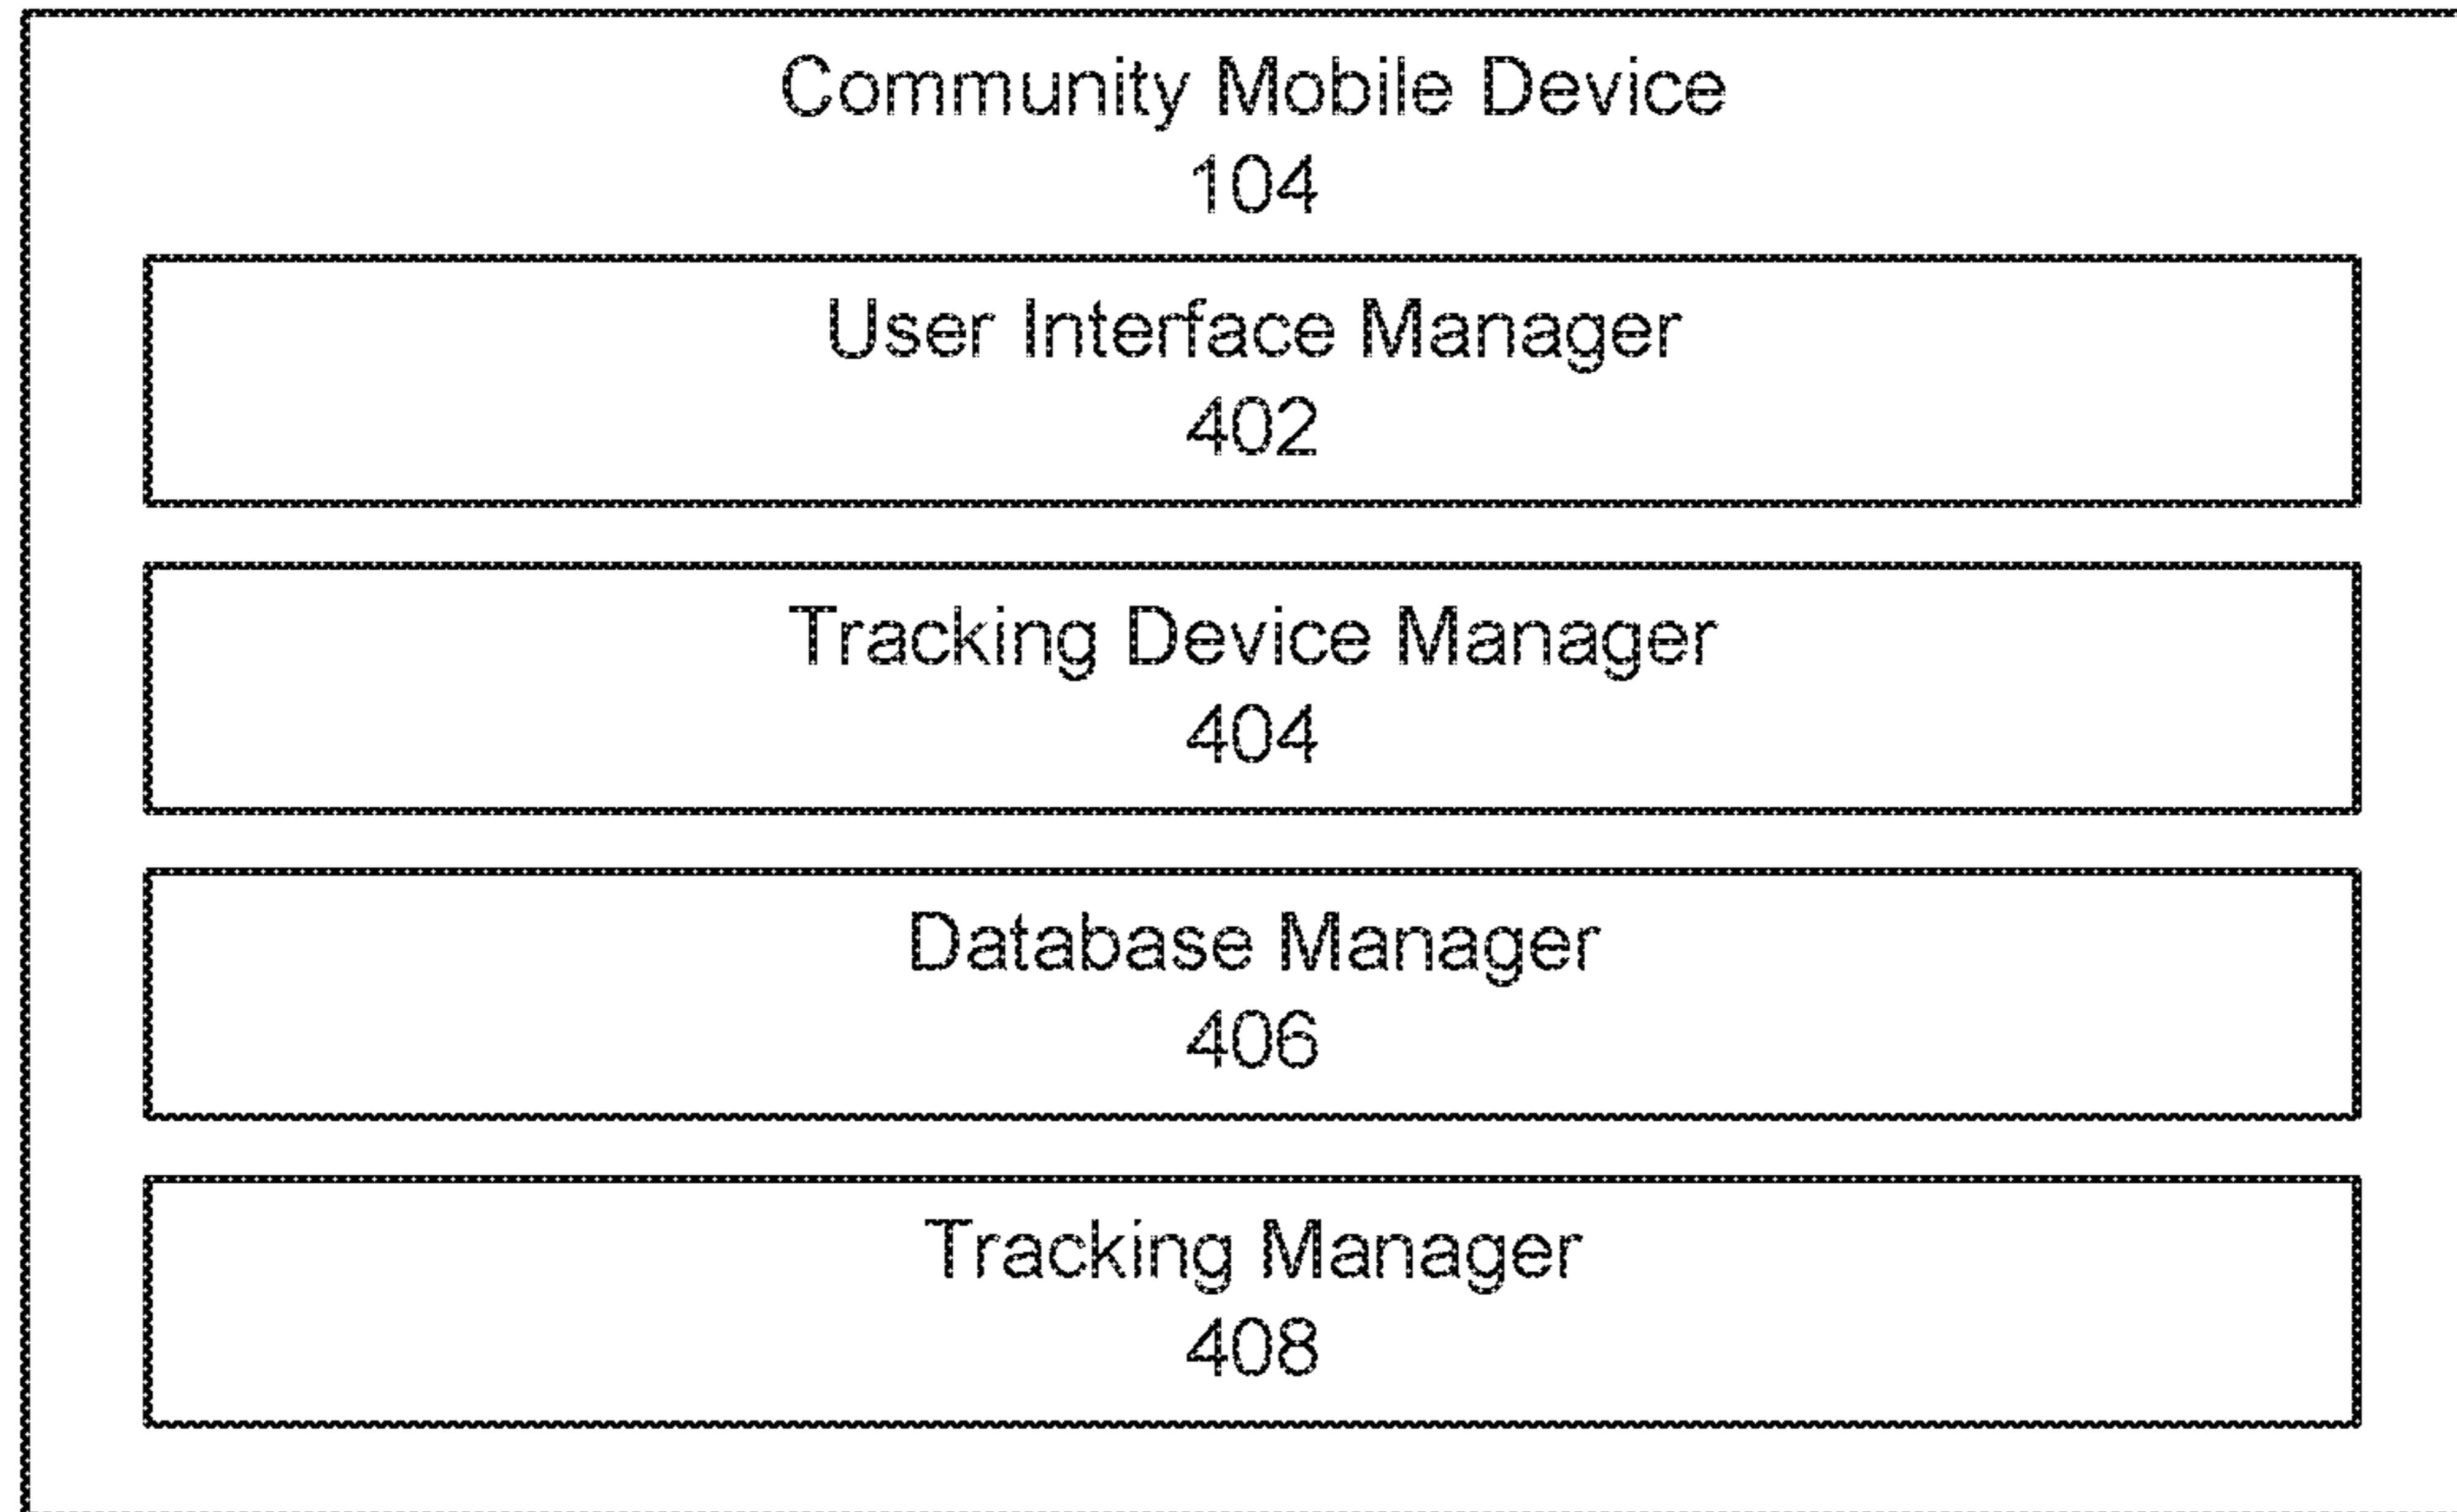 Community Mobile Device
104
User Interface Manager
402
Tracking Device Manager
404
Database Manager
406
Tracking Manager
408